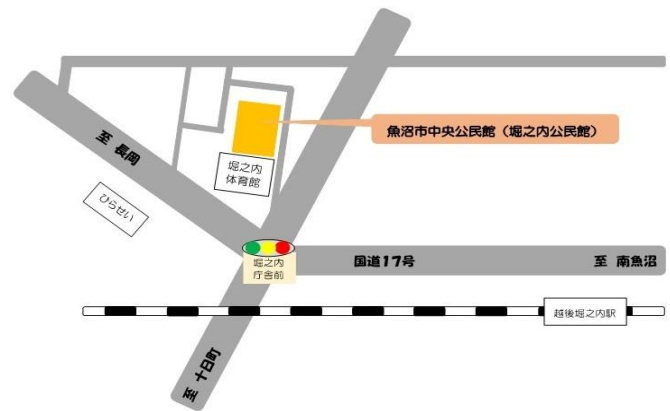 至 長岡
魚沼市中央公民館（堀之内公民館）
堀之内
体育館
ひらせい
堀之内
庁舎前
国道17号
至 南魚沼
越後堀之内駅
至 十日町